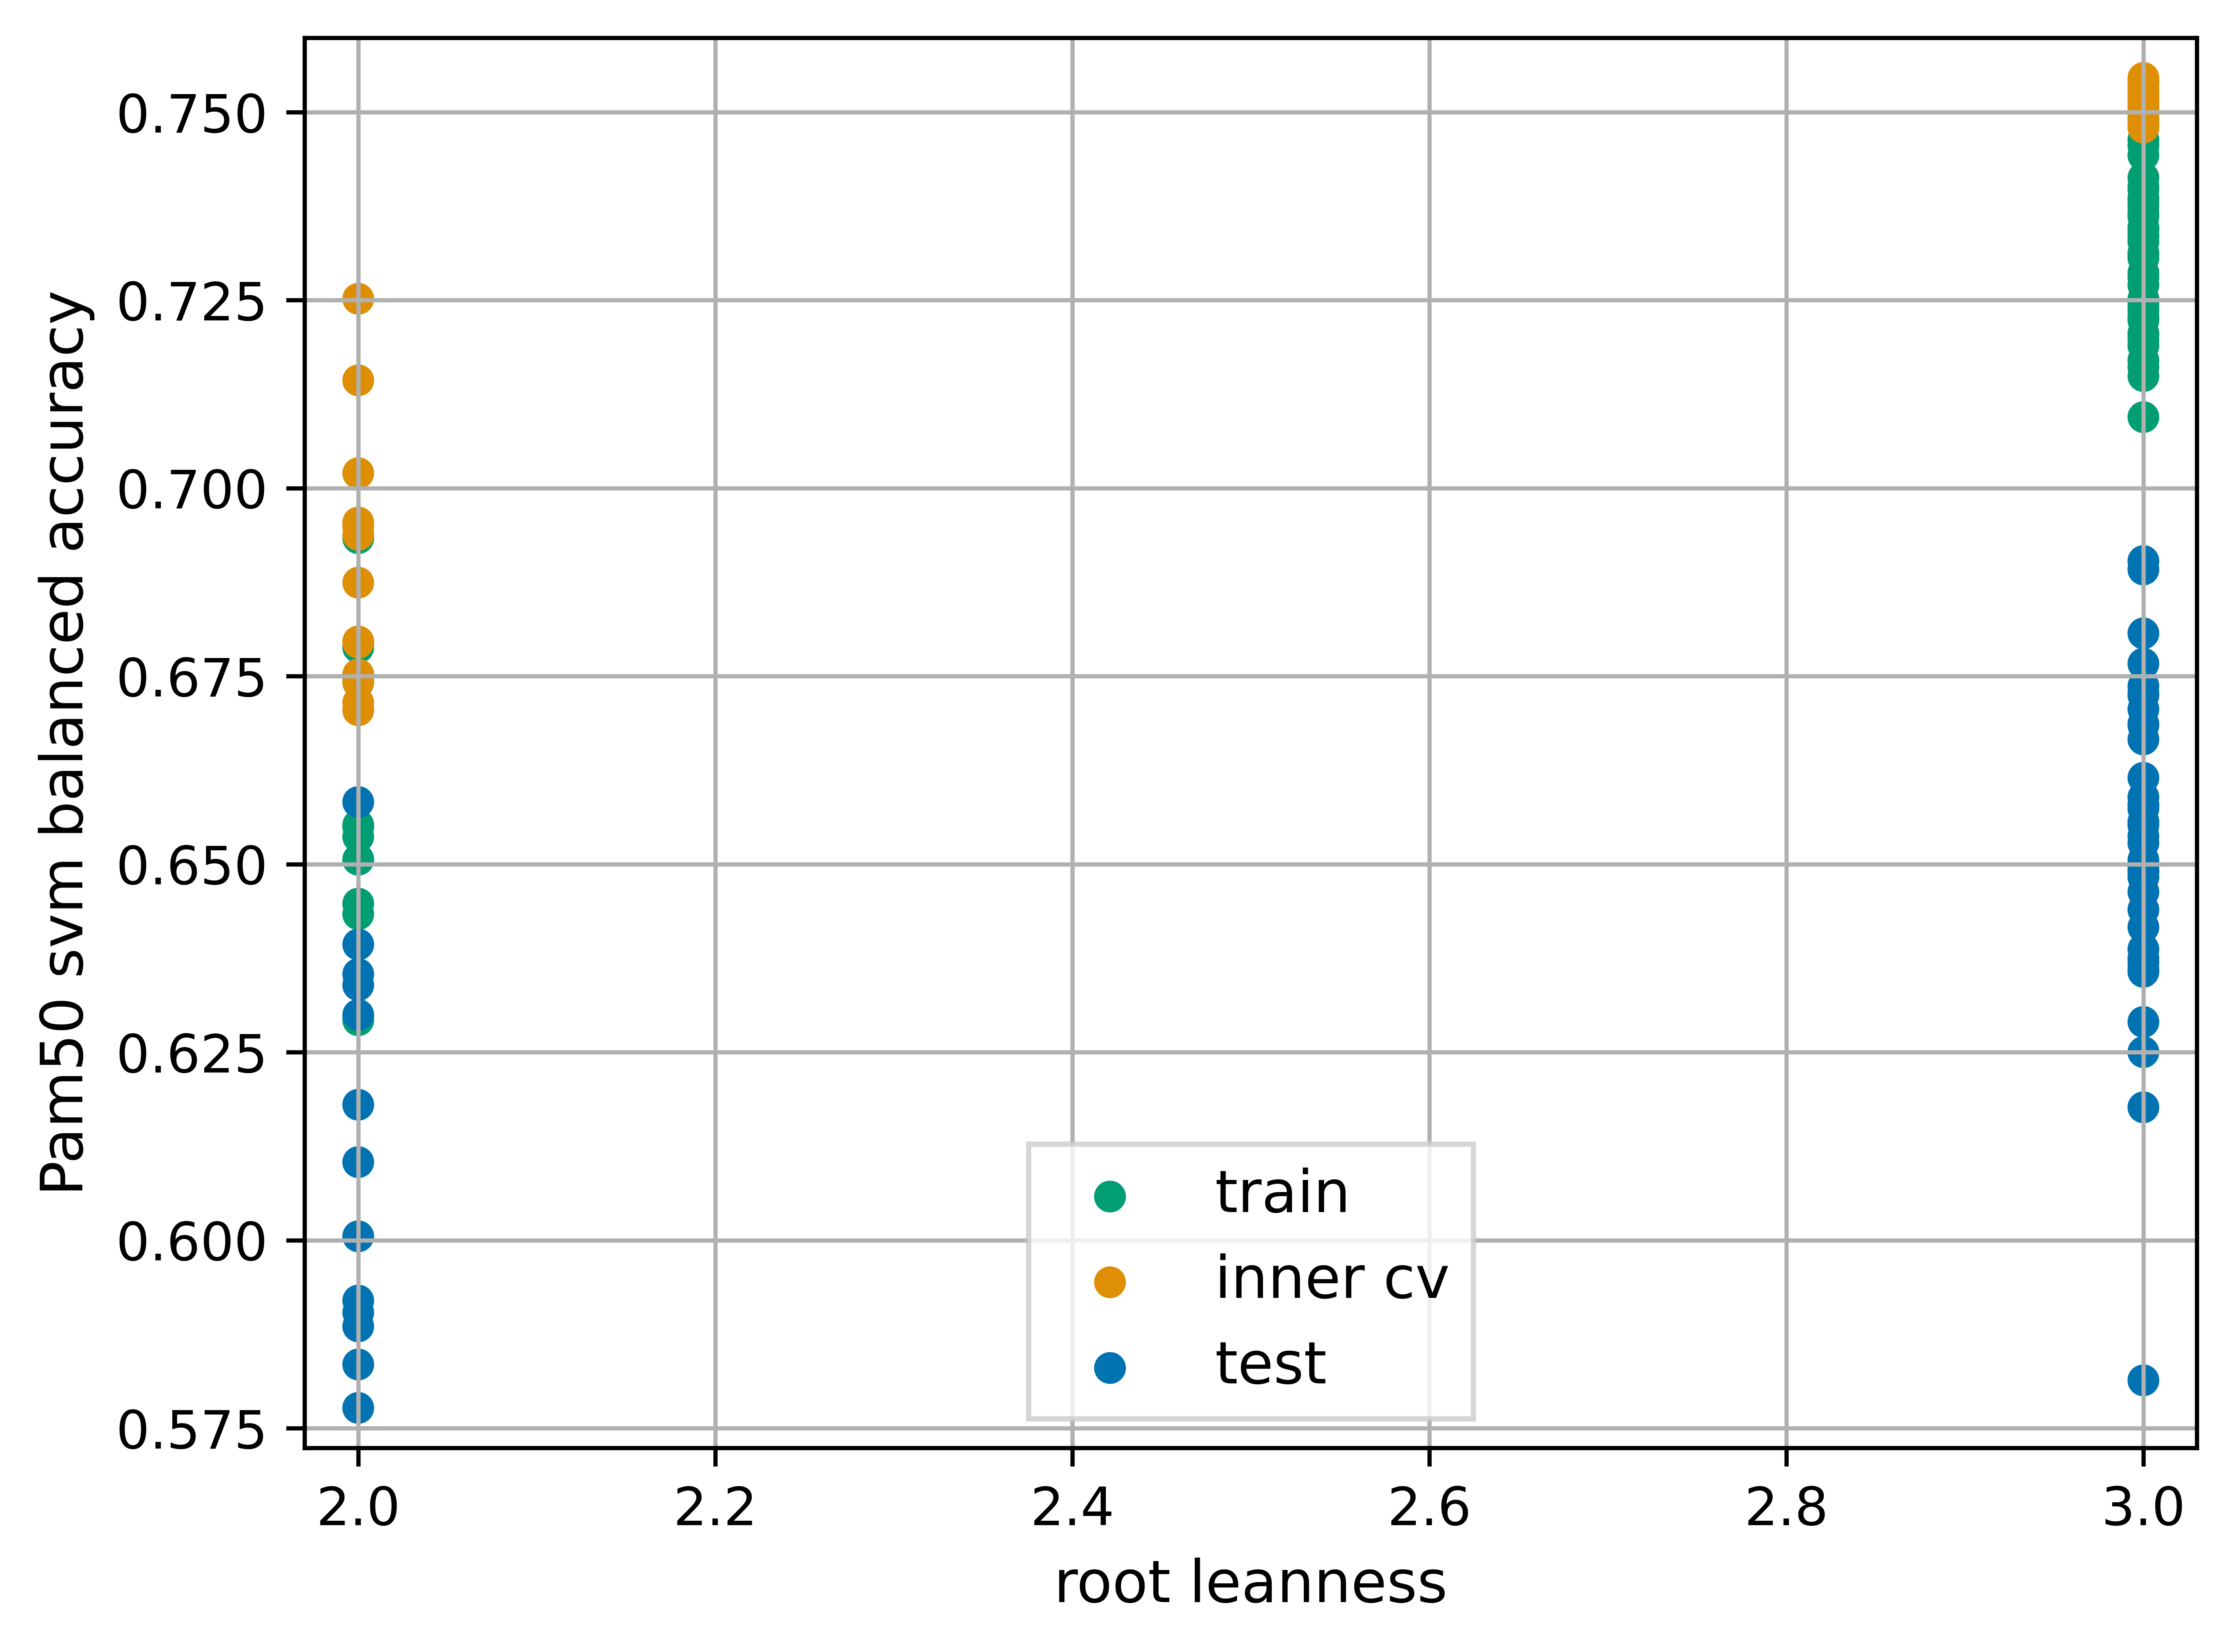 Pam50 svm balanced accuracy
0.750
0.725
0.700
0.675
0.650
0.625
0.600
0.575
train
inner cv
test
2.0 2.2 2.4 2.6 2.8 3.0
root leanness